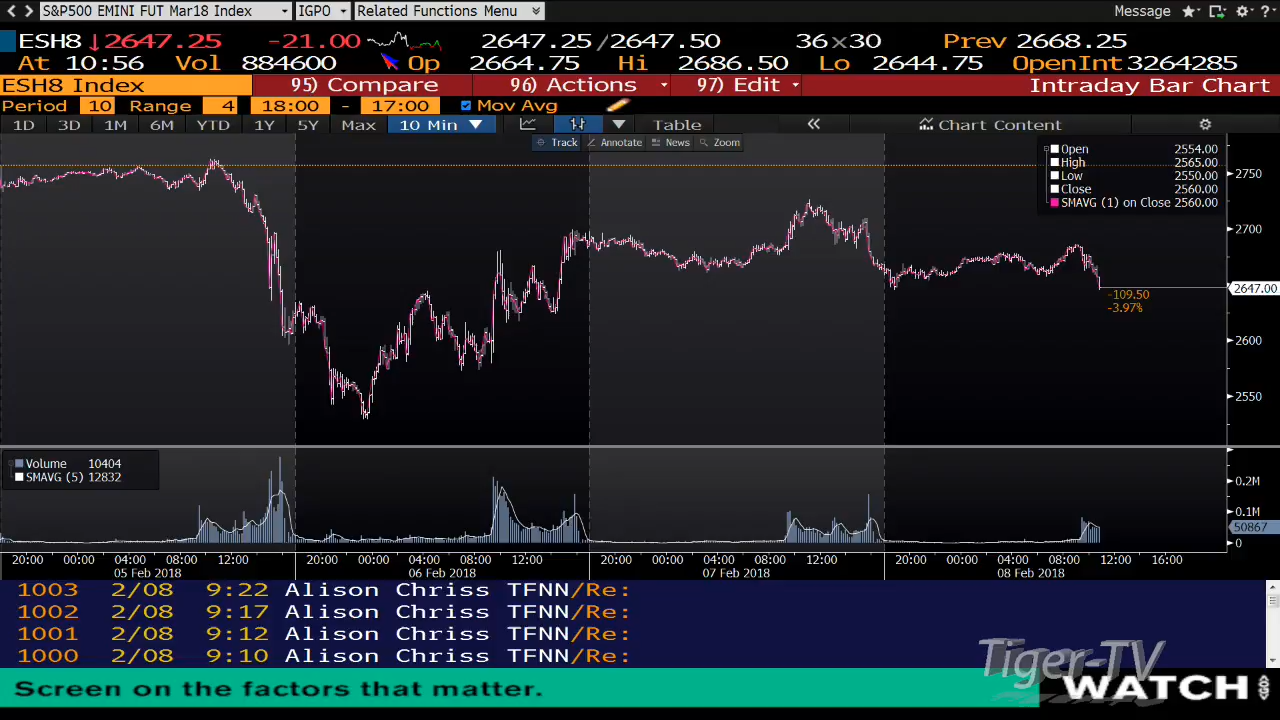 S&P500 EMINI FUT Mar18 Index IGPO Related Functions Menu Message
ESH8 ↓2647.25 -21.00 2647.25/2647.50 36x30 Prev 2668.25
At 10:56 Vol 884600 Op 2664.75 Hi 2686.50 Lo 2644.75 OpenInt 3264285
ESH8 Index 95) Compare 96) Actions 97) Edit Intraday Bar Chart
Period 10 Range 4 18:00 - 17:00 Mov Avg
1D 3D 1M 6M YTD 1Y 5Y Max 10 Min Table « Chart Content
Track Annotate News Zoom
Open 2554.00
High 2565.00
Low 2550.00
Close 2560.00
SMAVG (1) on Close 2560.00
2750
2700
2647.00
-109.50
-3.97%
2600
2550
Volume 10404
SMAVG (5) 12832
0.2M
0.1M
50867
0
20:00 00:00 04:00 08:00 12:00 20:00 00:00 04:00 08:00 12:00 20:00 00:00 04:00 08:00 12:00 20:00 00:00 04:00 08:00 12:00 16:00
05 Feb 2018 06 Feb 2018 07 Feb 2018 08 Feb 2018
1003 2/08 9:22 Alison Chriss TFNN/Re:
1002 2/08 9:17 Alison Chriss TFNN/Re:
1001 2/08 9:12 Alison Chriss TFNN/Re:
1000 2/08 9:10 Alison Chriss TFNN/Re:
Tiger-TV
Screen on the factors that matter.
WATCH